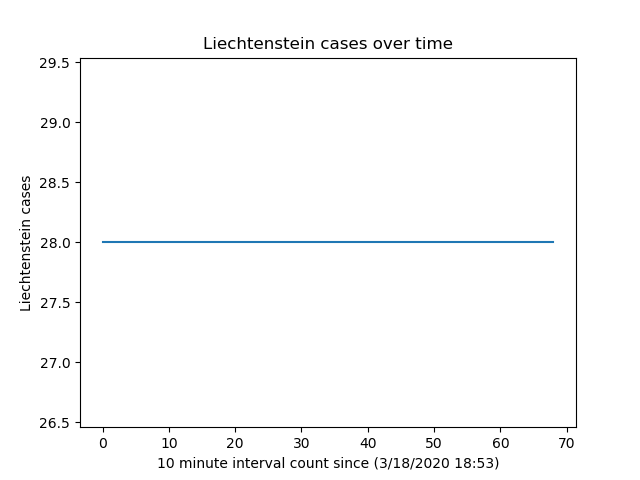 Liechtenstein cases over time
29.5
29.0
28.5
28.0
27.5
27.0
26.5
Liechtenstein cases
0 10 20 30 40 50 60 70
10 minute interval count since (3/18/2020 18:53)